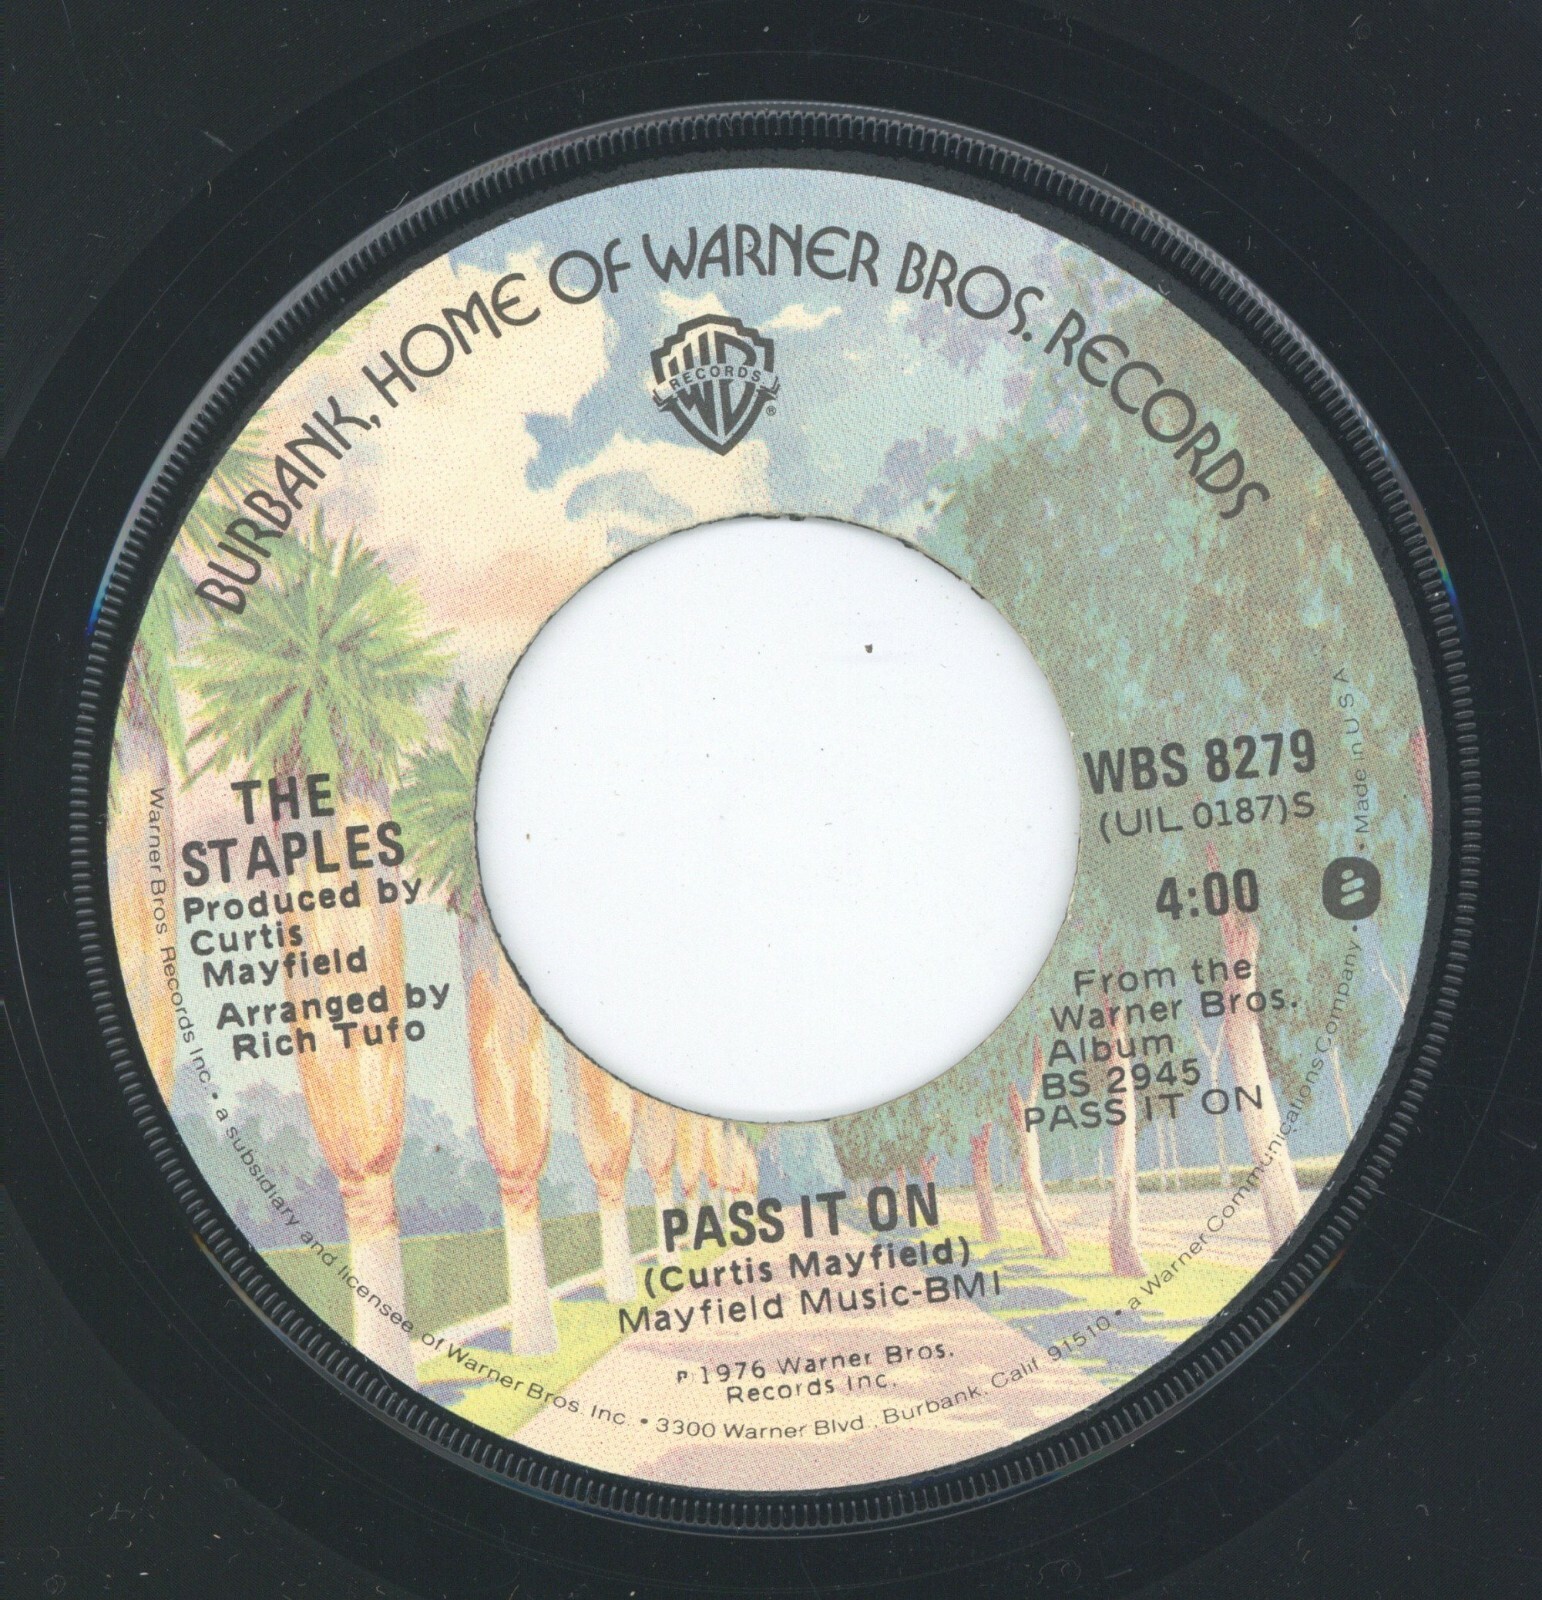 BURBANK, HOME OF WARNER BROS. RECORDS
RECORDS
®
THE
STAPLES
Produced by
Curtis
Mayfield
Arranged by
Rich Tufo
WBS 8279
(UIL 0187)S
4:00
From the
Warner Bros.
Album
BS 2945
PASS IT ON
PASS IT ON
(Curtis Mayfield)
Mayfield Music-BMI
℗ 1976 Warner Bros.
Records Inc.
Warner Bros. Records Inc. • a subsidiary and licensee of Warner Bros. Inc. • 3300 Warner Blvd., Burbank, Calif. 91510 • a Warner Communications Company • Made in U S A